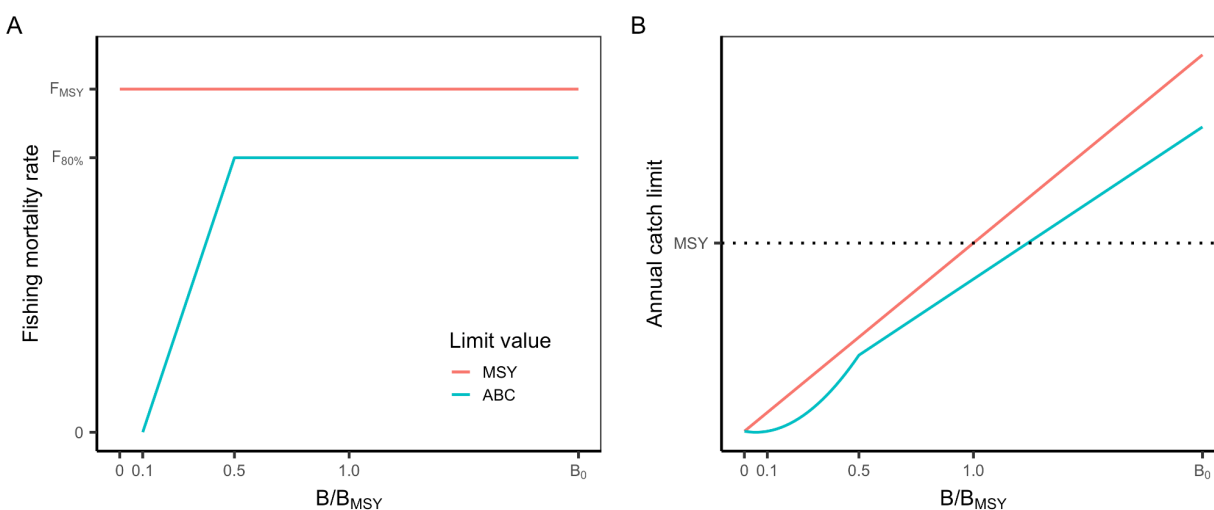 A
Fishing mortality rate
F_MSY
F_80%
0
Limit value
MSY
ABC
0 0.1 0.5 1.0 B_0
B/B_MSY
B
Annual catch limit
MSY
0 0.1 0.5 1.0 B_0
B/B_MSY